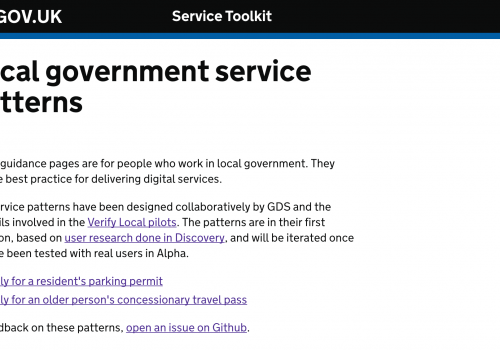 GOV.UK Service Toolkit
cal government service
tterns
guidance pages are for people who work in local government. They
e best practice for delivering digital services.
rvice patterns have been designed collaboratively by GDS and the
ils involved in the Verify Local pilots. The patterns are in their first
on, based on user research done in Discovery, and will be iterated once
e been tested with real users in Alpha.
ly for a resident's parking permit
ly for an older person's concessionary travel pass
dback on these patterns, open an issue on Github.